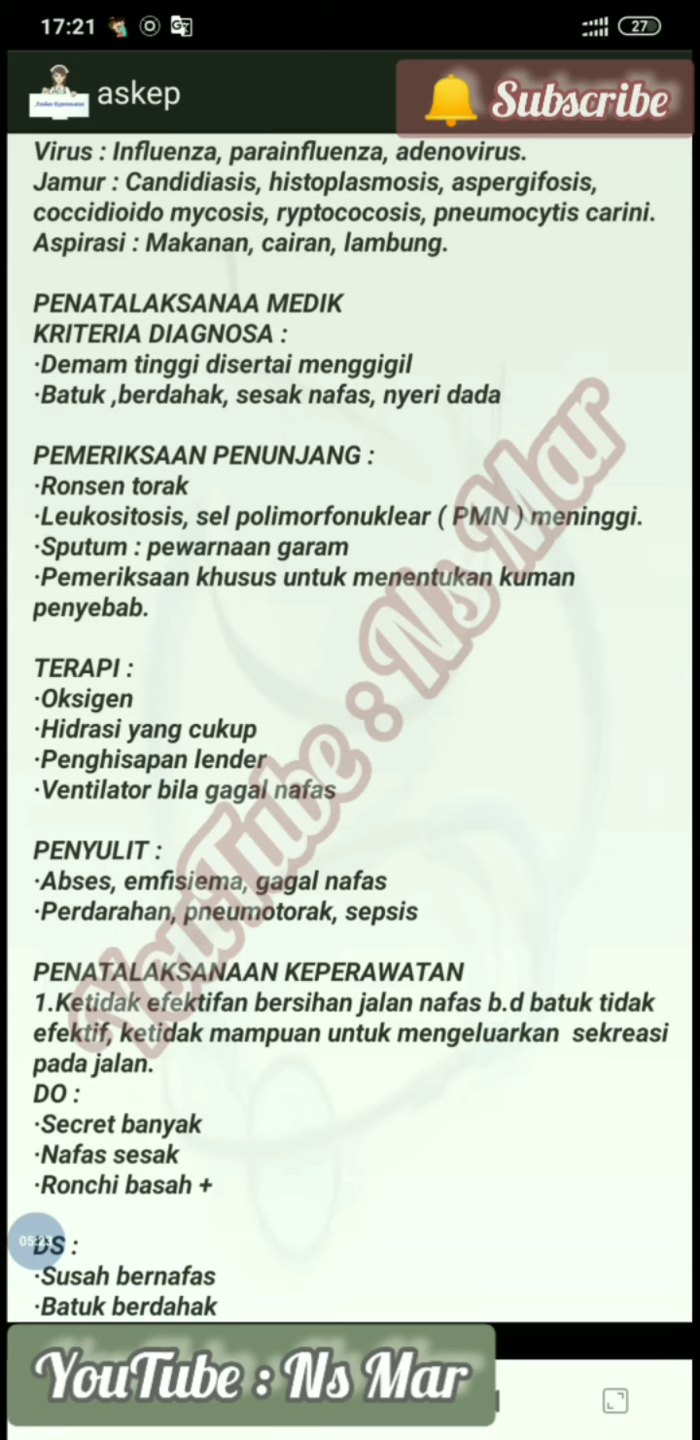 17:21
27
askep
Subscribe
Virus : Influenza, parainfluenza, adenovirus.
Jamur : Candidiasis, histoplasmosis, aspergifosis,
coccidioido mycosis, ryptococosis, pneumocytis carini.
Aspirasi : Makanan, cairan, lambung.
PENATALAKSANAA MEDIK
KRITERIA DIAGNOSA :
·Demam tinggi disertai menggigil
·Batuk ,berdahak, sesak nafas, nyeri dada
PEMERIKSAAN PENUNJANG :
·Ronsen torak
·Leukositosis, sel polimorfonuklear ( PMN ) meninggi.
·Sputum : pewarnaan garam
·Pemeriksaan khusus untuk menentukan kuman
penyebab.
TERAPI :
·Oksigen
·Hidrasi yang cukup
·Penghisapan lender
·Ventilator bila gagal nafas
PENYULIT :
·Abses, emfisiema, gagal nafas
·Perdarahan, pneumotorak, sepsis
PENATALAKSANAAN KEPERAWATAN
1.Ketidak efektifan bersihan jalan nafas b.d batuk tidak
efektif, ketidak mampuan untuk mengeluarkan sekreasi
pada jalan.
DO :
·Secret banyak
·Nafas sesak
·Ronchi basah +
DS :
·Susah bernafas
·Batuk berdahak
YouTube : Ns Mar
YouTube : Ns Mar